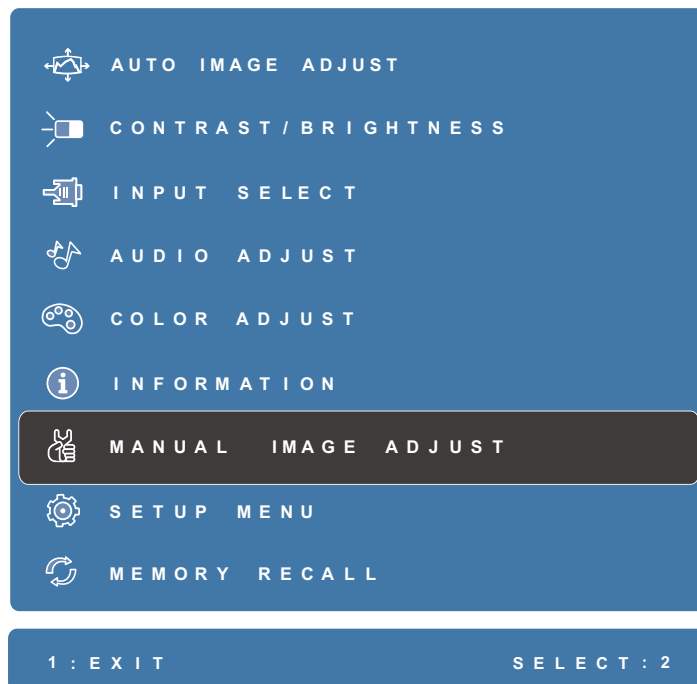 AUTO IMAGE ADJUST
CONTRAST/BRIGHTNESS
INPUT SELECT
AUDIO ADJUST
COLOR ADJUST
INFORMATION
MANUAL IMAGE ADJUST
SETUP MENU
MEMORY RECALL
1:EXIT SELECT:2